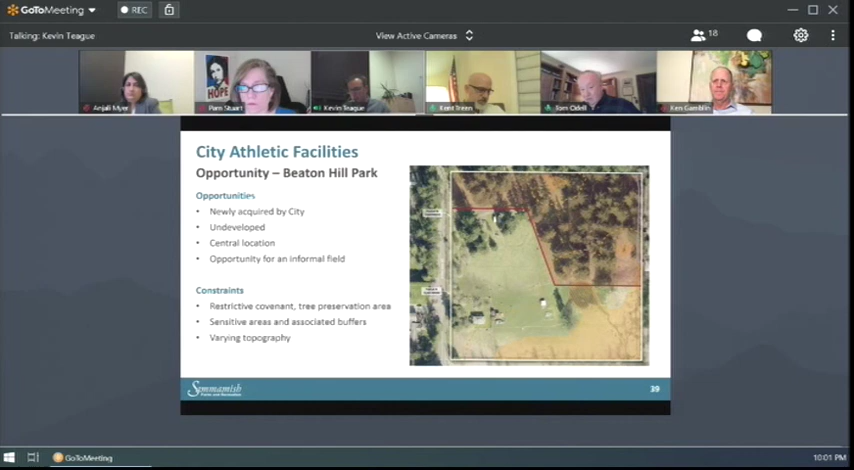 GoToMeeting
REC
Talking: Kevin Teague
View Active Cameras
18
HOPE
Anjali Myer
Pam Stuart
Kevin Teague
Kent Treen
Tom Odell
Ken Gamblin
City Athletic Facilities
Opportunity – Beaton Hill Park
Opportunities
• Newly acquired by City
• Undeveloped
• Central location
• Opportunity for an informal field
Constraints
• Restrictive covenant, tree preservation area
• Sensitive areas and associated buffers
• Varying topography
Sammamish
Parks and Recreation
39
GoToMeeting
10:01 PM